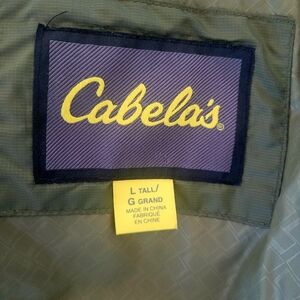 Cabela's®
L TALL/
G GRAND
MADE IN CHINA
FABRIQUÉ
EN CHINE